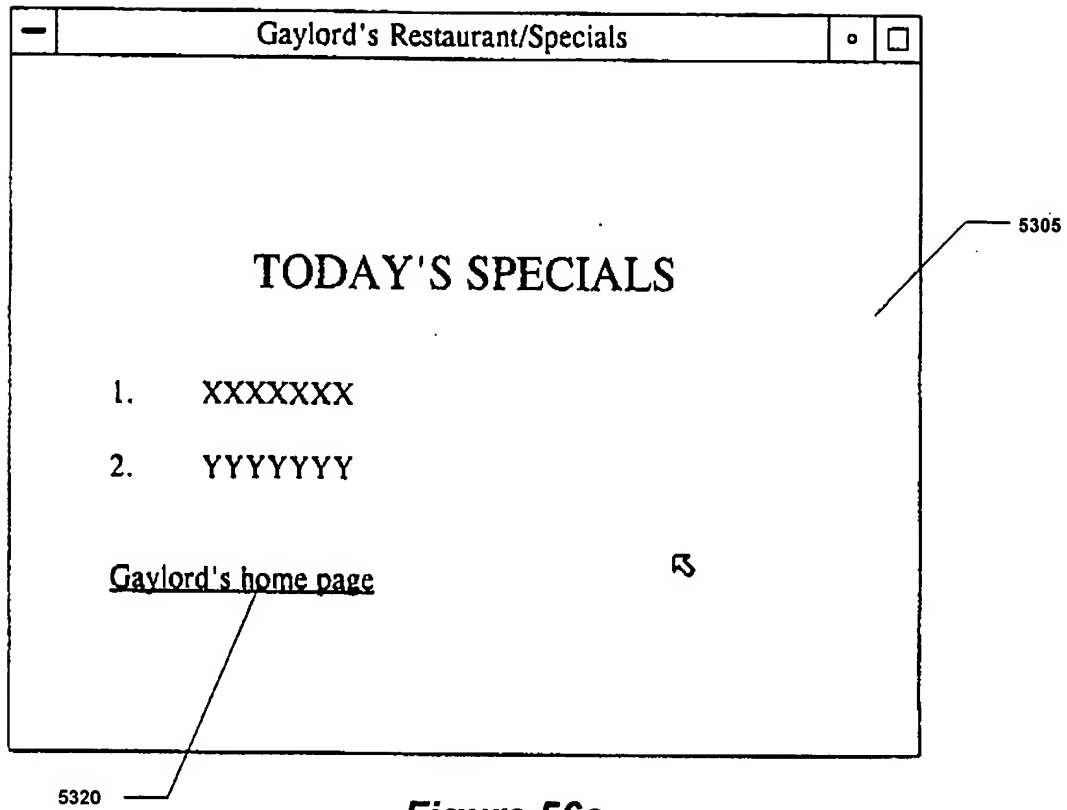 Gaylord's Restaurant/Specials
5305
TODAY'S SPECIALS
1. XXXXXXX
2. YYYYYYY
Gaylord's home page
5320